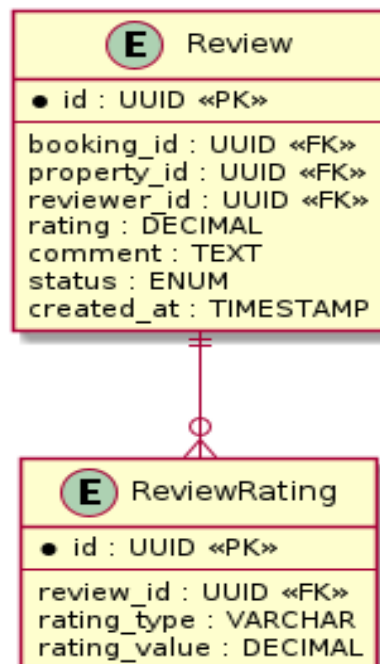 E Review
id : UUID «PK»
booking_id : UUID «FK»
property_id : UUID «FK»
reviewer_id : UUID «FK»
rating : DECIMAL
comment : TEXT
status : ENUM
created_at : TIMESTAMP
E ReviewRating
id : UUID «PK»
review_id : UUID «FK»
rating_type : VARCHAR
rating_value : DECIMAL